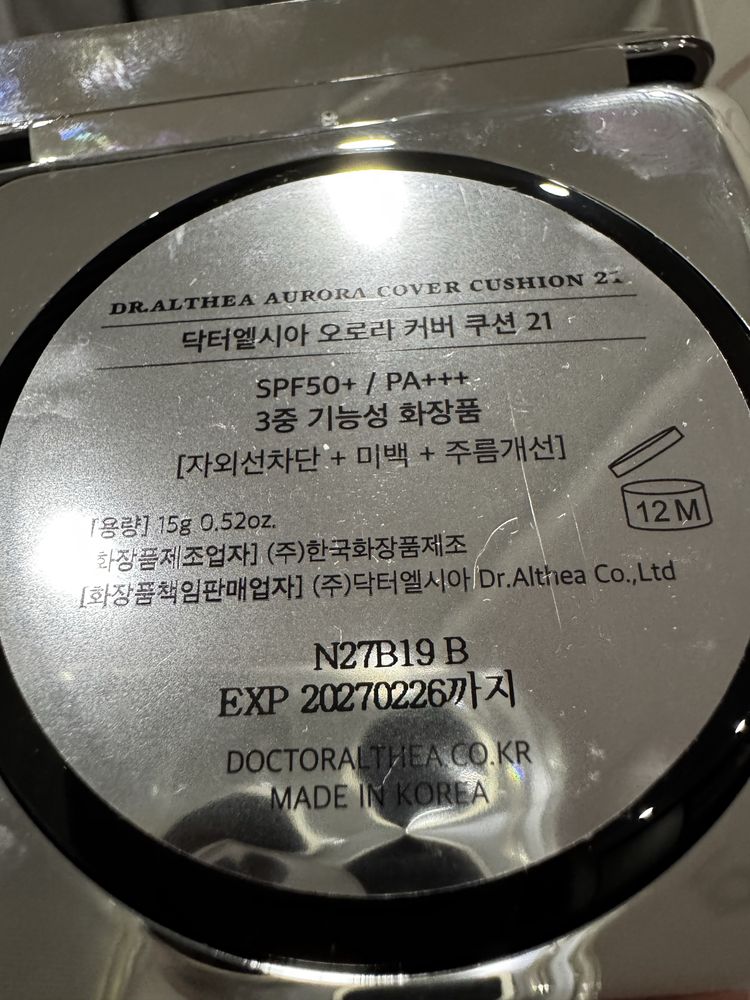 DR.ALTHEA AURORA COVER CUSHION 21
닥터엘시아 오로라 커버 쿠션 21
SPF50+ / PA+++
3중 기능성 화장품
[자외선차단 + 미백 + 주름개선]
12M
[용량] 15g 0.52oz.
화장품제조업자] (주)한국화장품제조
[화장품책임판매업자] (주)닥터엘시아 Dr.Althea Co.,Ltd
N27B19 B
EXP 20270226까지
DOCTORALTHEA.CO.KR
MADE IN KOREA